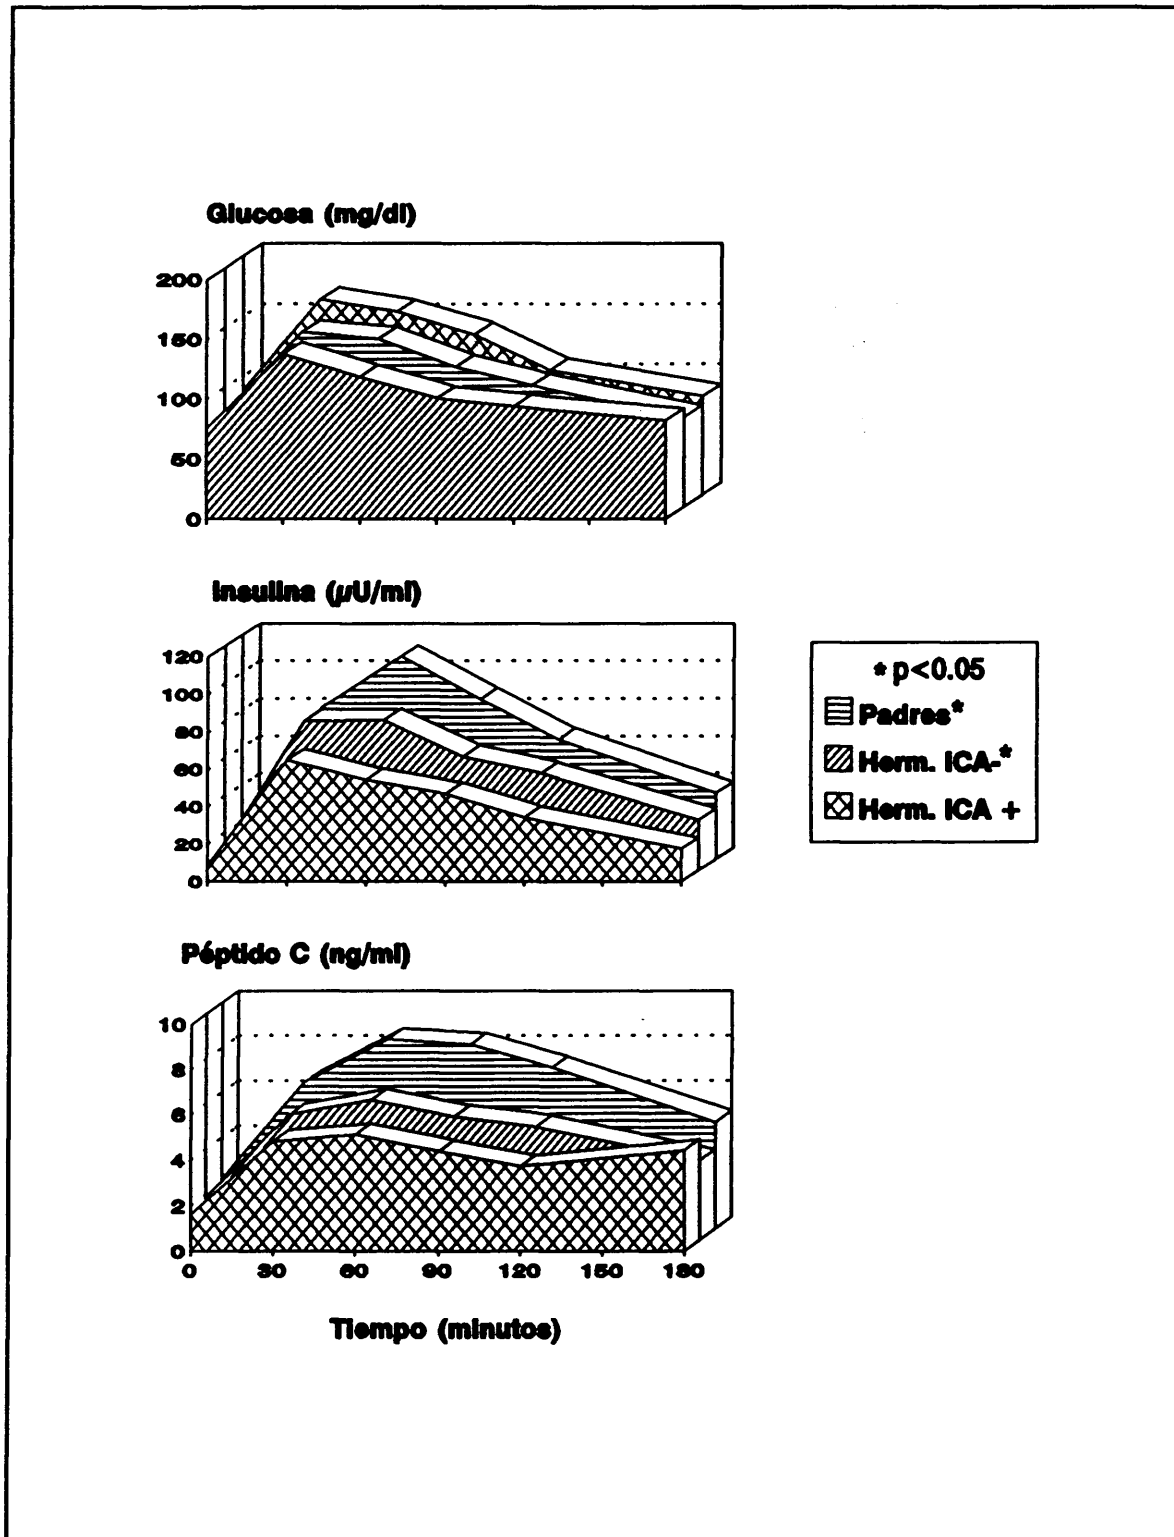 Glucosa (mg/dl)
200
150
100
50
0
Insulina (µU/ml)
120
100
80
60
40
20
0
* p<0.05
Padres*
Herm. ICA-*
Herm. ICA +
Péptido C (ng/ml)
10
8
6
4
2
0
0 30 60 90 120 150 180
Tiempo (minutos)